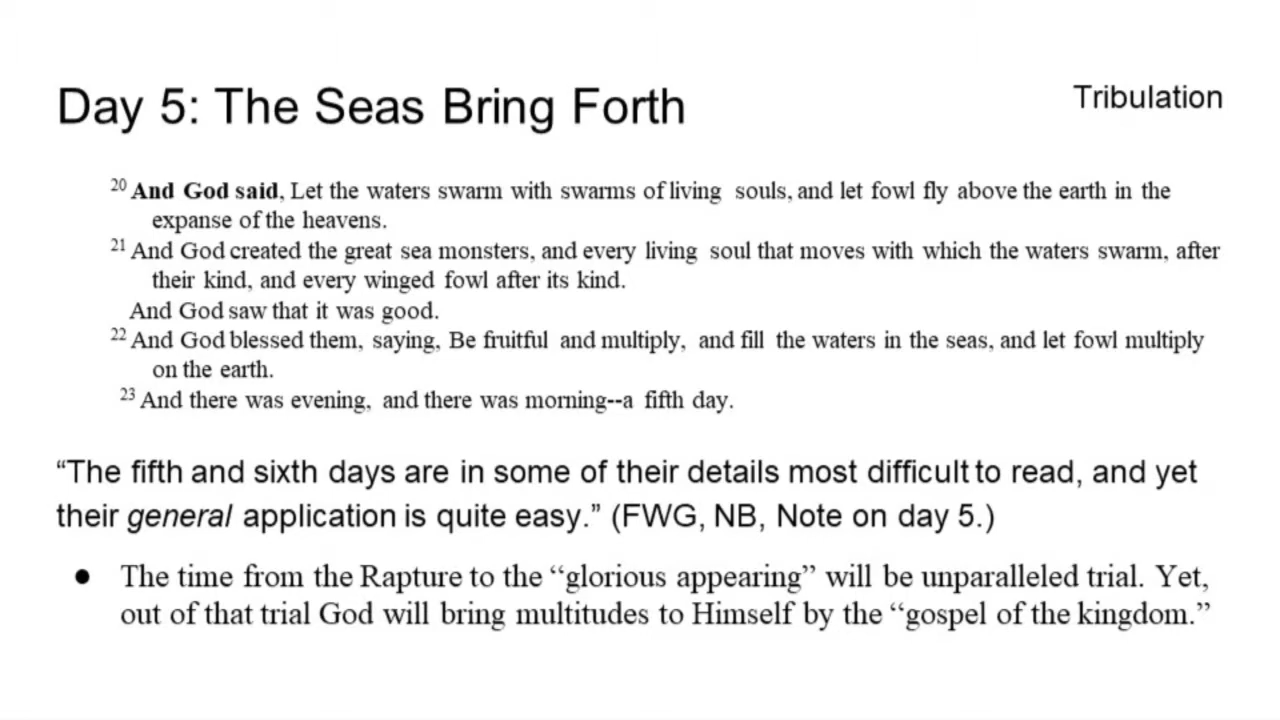 Day 5: The Seas Bring Forth
Tribulation
20 And God said, Let the waters swarm with swarms of living souls, and let fowl fly above the earth in the
expanse of the heavens.
21 And God created the great sea monsters, and every living soul that moves with which the waters swarm, after
their kind, and every winged fowl after its kind.
And God saw that it was good.
22 And God blessed them, saying, Be fruitful and multiply, and fill the waters in the seas, and let fowl multiply
on the earth.
23 And there was evening, and there was morning--a fifth day.
“The fifth and sixth days are in some of their details most difficult to read, and yet
their general application is quite easy.” (FWG, NB, Note on day 5.)
● The time from the Rapture to the “glorious appearing” will be unparalleled trial. Yet,
out of that trial God will bring multitudes to Himself by the “gospel of the kingdom.”